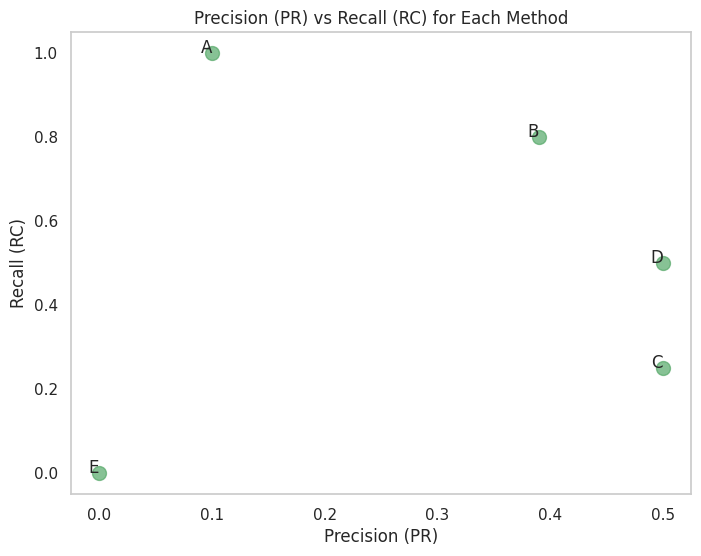 Precision (PR) vs Recall (RC) for Each Method
1.0
0.8
0.6
0.4
0.2
0.0
Recall (RC)
A
B
D
C
E
0.0 0.1 0.2 0.3 0.4 0.5
Precision (PR)